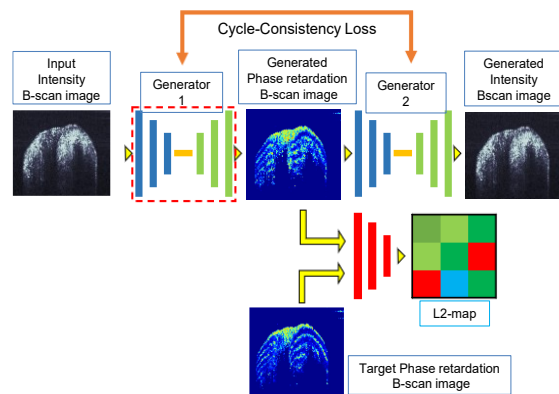 Cycle-Consistency Loss
Input
Intensity
B-scan image
Generator
1
Generated
Phase retardation
B-scan image
Generator
2
Generated
Intensity
Bscan image
L2-map
Target Phase retardation
B-scan image